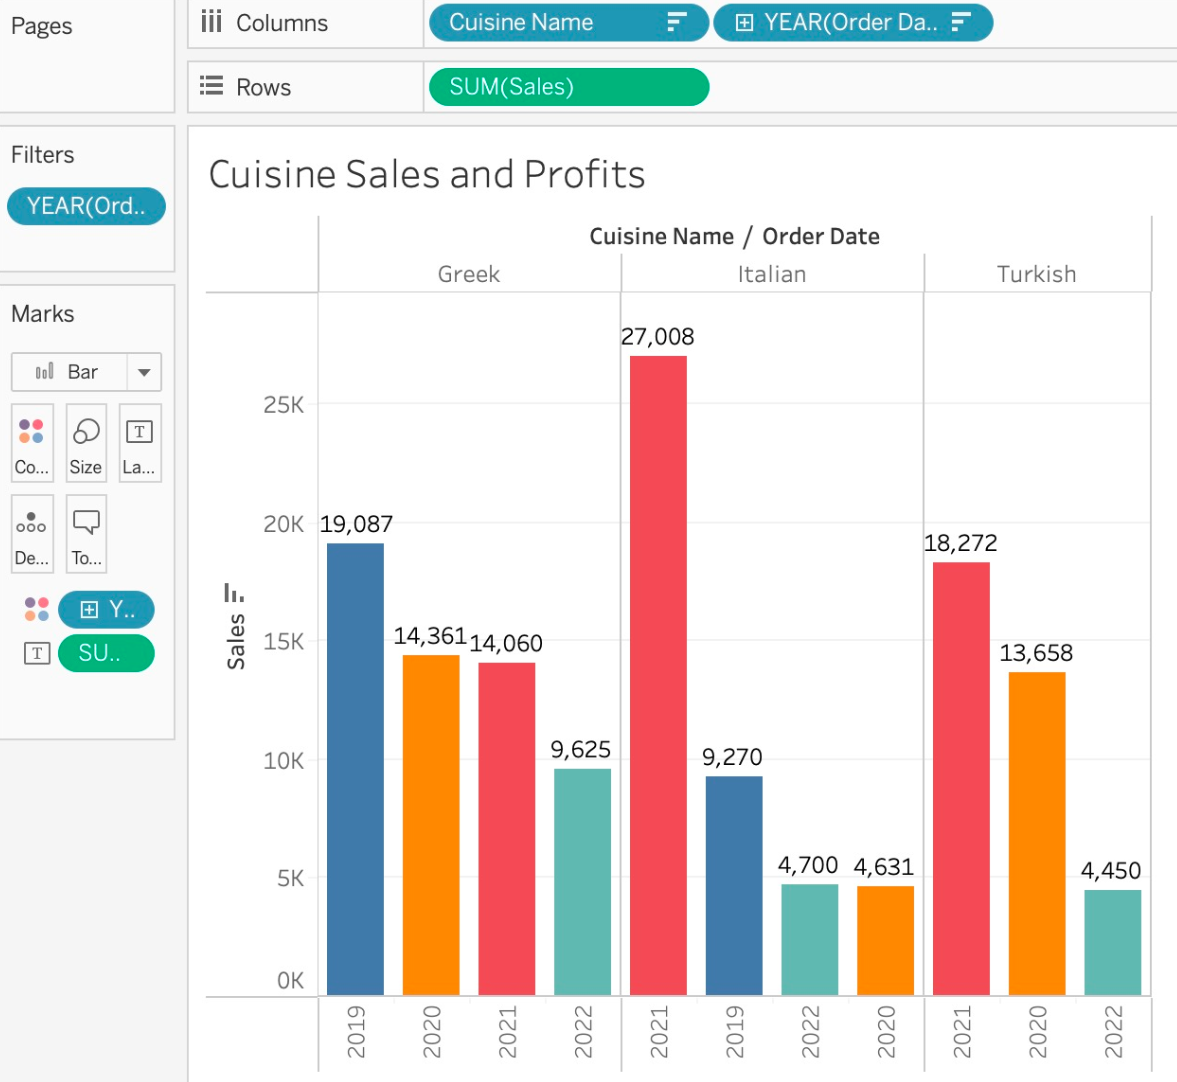 Pages
Columns
Cuisine Name
YEAR(Order Da..
Rows
SUM(Sales)
Filters
YEAR(Ord..
Marks
Bar
Co...
Size
T
La...
De...
To...
Y..
T
SU..
Cuisine Sales and Profits
Cuisine Name / Order Date
Greek
Italian
Turkish
Sales
25K
20K
15K
10K
5K
0K
19,087
14,361
14,060
9,625
27,008
9,270
4,700
4,631
18,272
13,658
4,450
2019
2020
2021
2022
2021
2019
2022
2020
2021
2020
2022